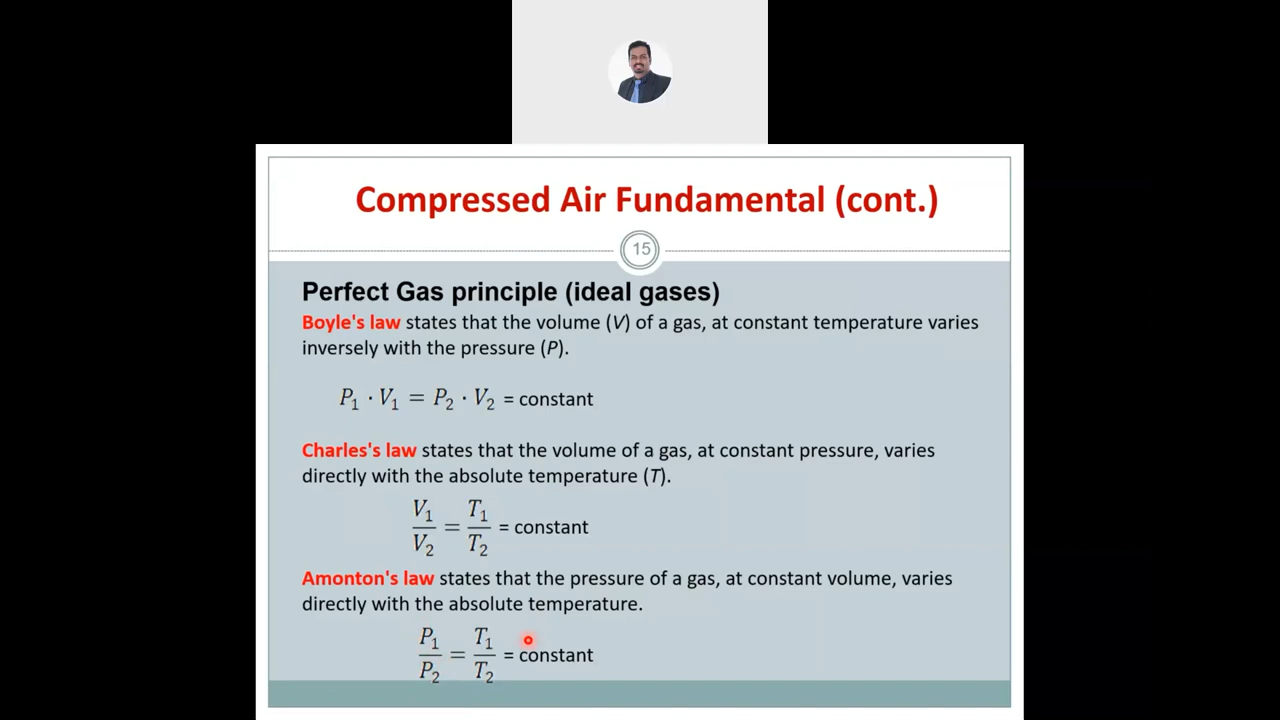 Compressed Air Fundamental (cont.)
15
Perfect Gas principle (ideal gases)
Boyle's law states that the volume (V) of a gas, at constant temperature varies
inversely with the pressure (P).
P₁ · V₁ = P₂ · V₂ = constant
Charles's law states that the volume of a gas, at constant pressure, varies
directly with the absolute temperature (T).
V₁/V₂ = T₁/T₂ = constant
Amonton's law states that the pressure of a gas, at constant volume, varies
directly with the absolute temperature.
P₁/P₂ = T₁/T₂ = constant